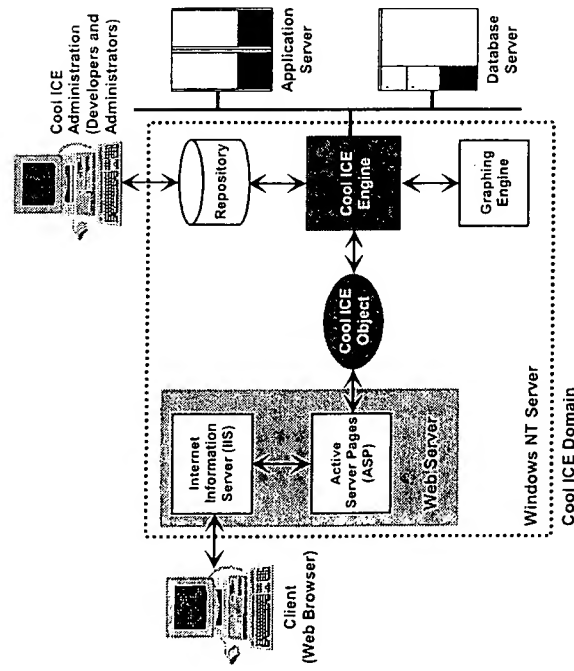 Cool ICE
Administration
(Developers and
Administrators)
Application
Server
Database
Server
Repository
Cool ICE
Engine
Graphing
Engine
Cool ICE
Object
Internet
Information
Server (IIS)
Active
Server Pages
(ASP)
Web Server
Client
(Web Browser)
Windows NT Server
Cool ICE Domain